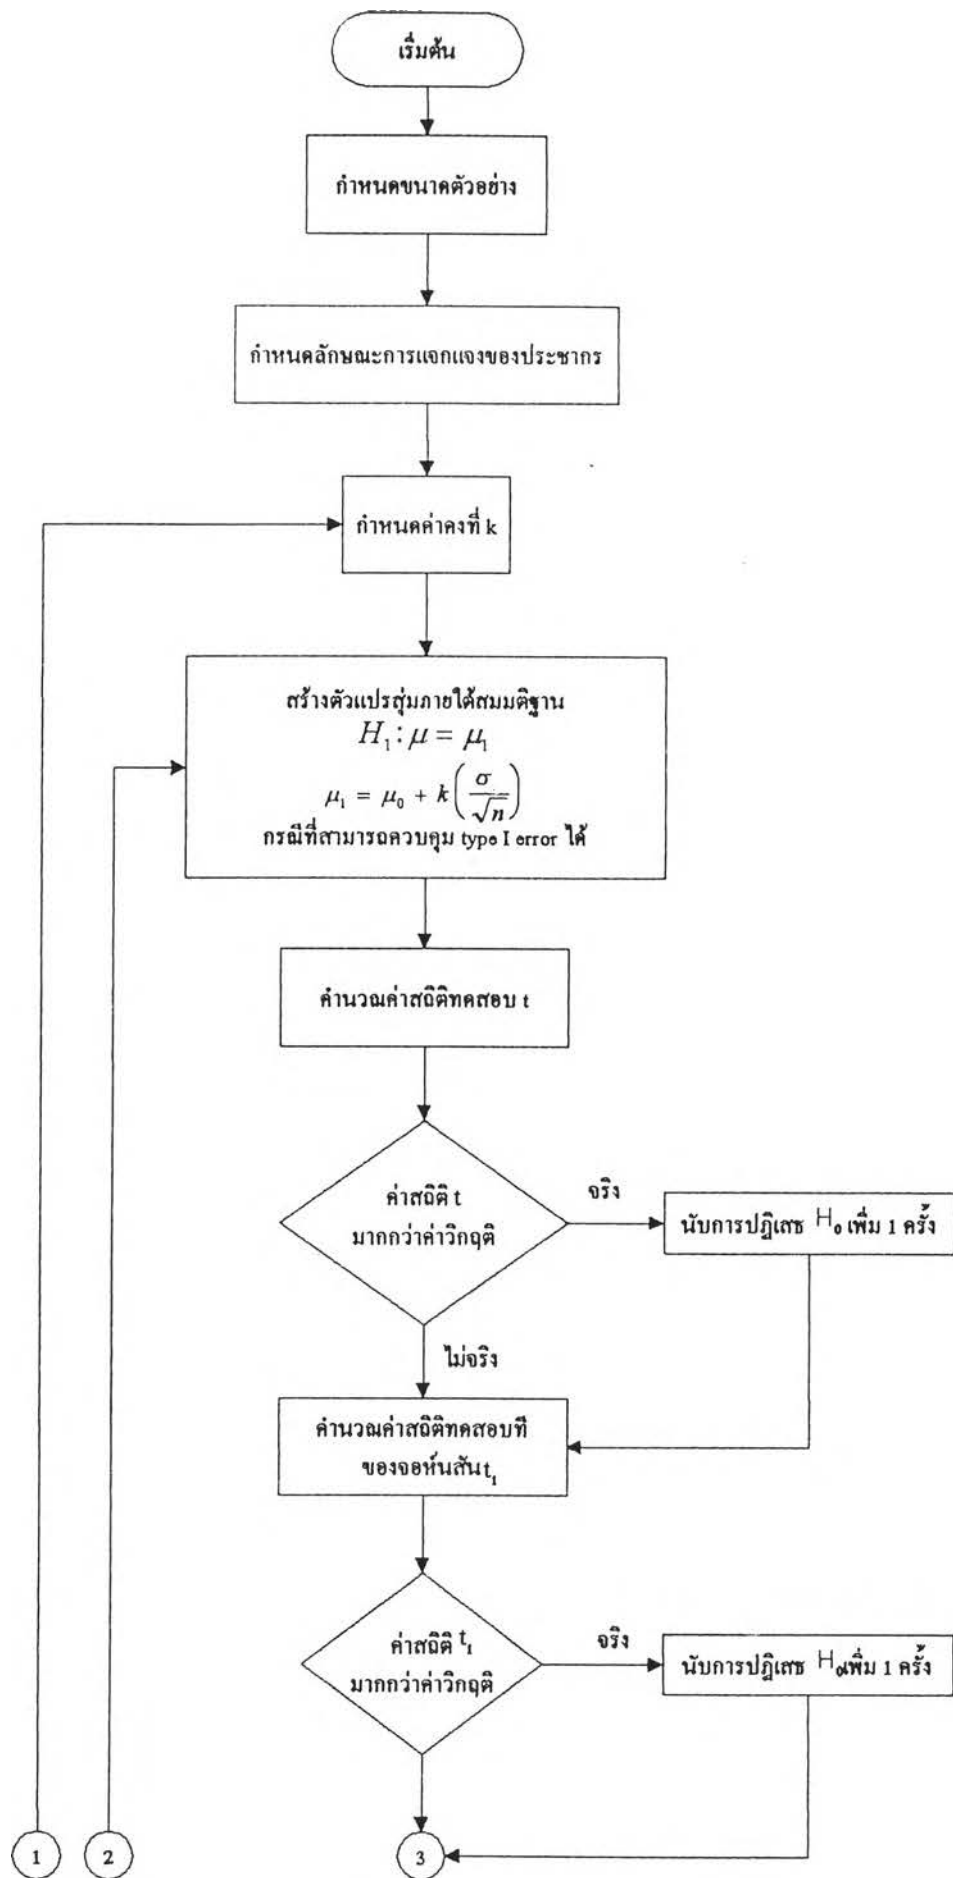 เริ่มต้น
กำหนดขนาดตัวอย่าง
กำหนดลักษณะการแจกแจงของประชากร
กำหนดค่าคงที่ k
สร้างตัวแปรสุ่มภายใต้สมมติฐาน
H₁ : μ = μ₁
μ₁ = μ₀ + k(σ/√n)
กรณีที่สามารถควบคุม type I error ได้
คำนวณค่าสถิติทดสอบ t
ค่าสถิติ t
มากกว่าค่าวิกฤติ
จริง
นับการปฏิเสธ H₀ เพิ่ม 1 ครั้ง
ไม่จริง
คำนวณค่าสถิติทดสอบที
ของจอห์นสัน t₁
ค่าสถิติ t₁
มากกว่าค่าวิกฤติ
จริง
นับการปฏิเสธ H₀เพิ่ม 1 ครั้ง
1
2
3